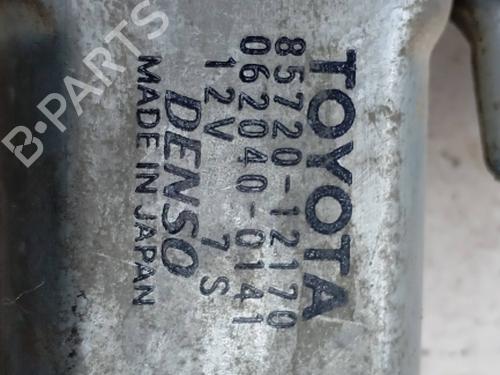 TOYOTA
85720-12170
062040-0141
12V 7S
DENSO
MADE IN JAPAN
B-Parts